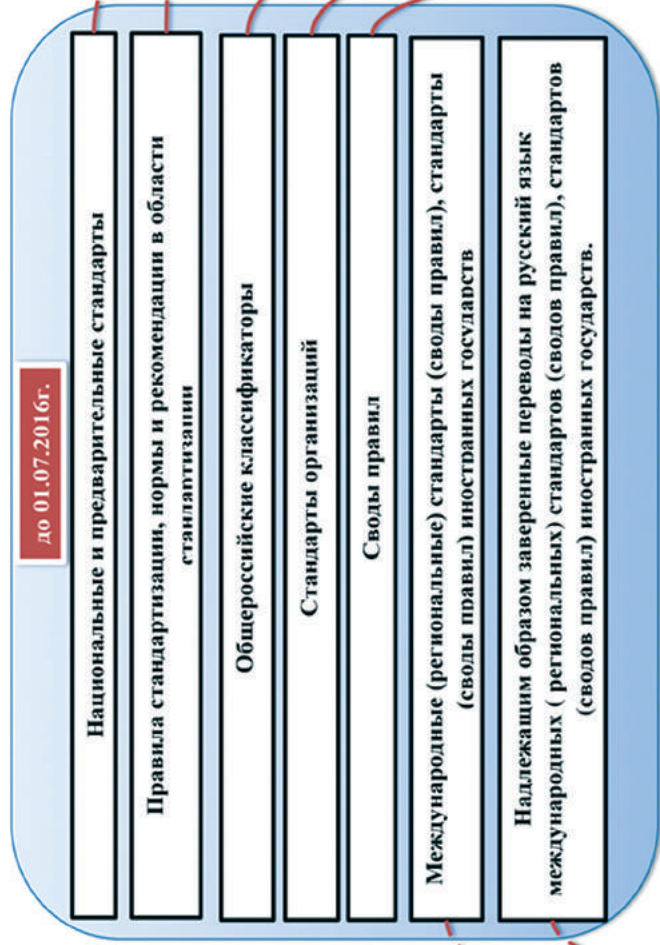 до 01.07.2016г.
Национальные и предварительные стандарты
Правила стандартизации, нормы и рекомендации в области
стандартизации
Общероссийские классификаторы
Стандарты организаций
Своды правил
Международные (региональные) стандарты (своды правил), стандарты
(своды правил) иностранных государств
Надлежащим образом заверенные переводы на русский язык
международных ( региональных) стандартов (сводов правил), стандартов
(сводов правил) иностранных государств.